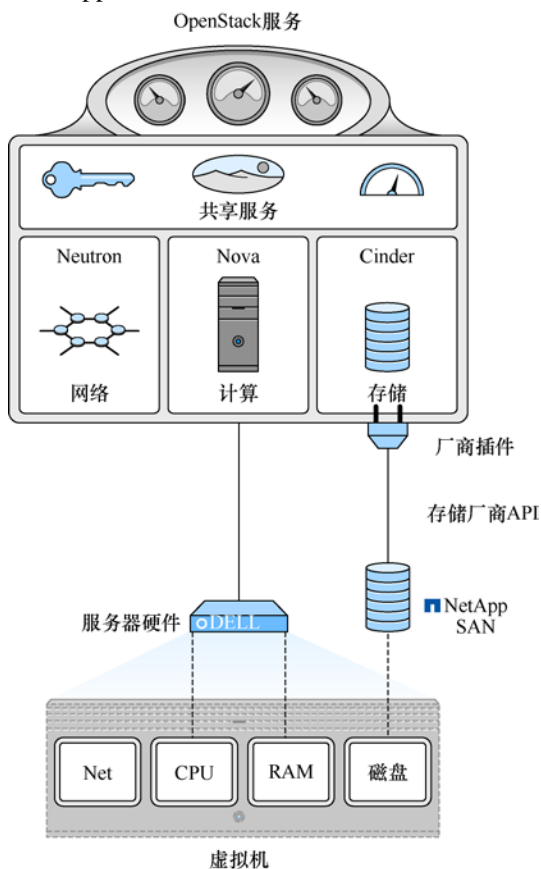 OpenStack服务
共享服务
Neutron
Nova
Cinder
网络
计算
存储
厂商插件
存储厂商API
服务器硬件
DELL
NetApp
SAN
Net
CPU
RAM
磁盘
虚拟机